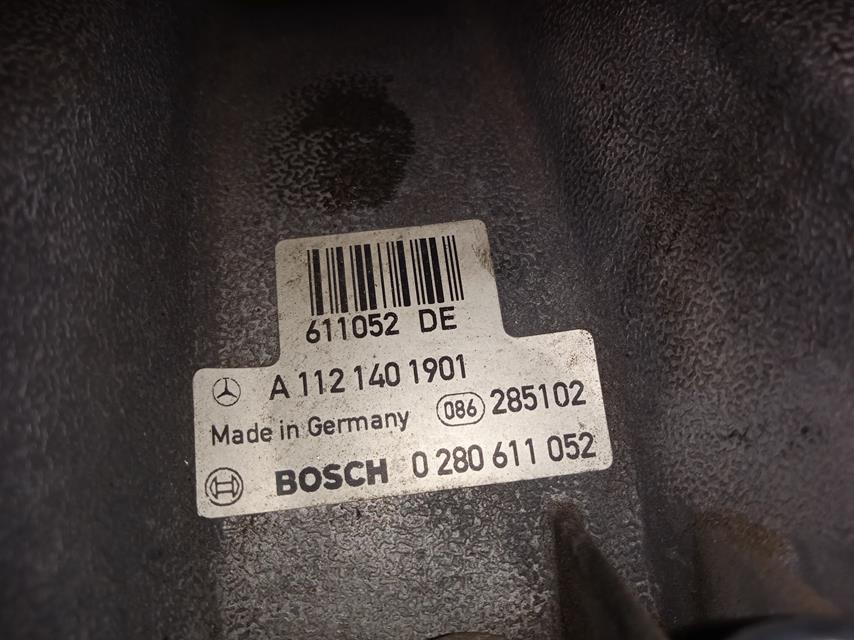 611052 DE
A 112 140 1901
Made in Germany 086 285102
BOSCH 0 280 611 052